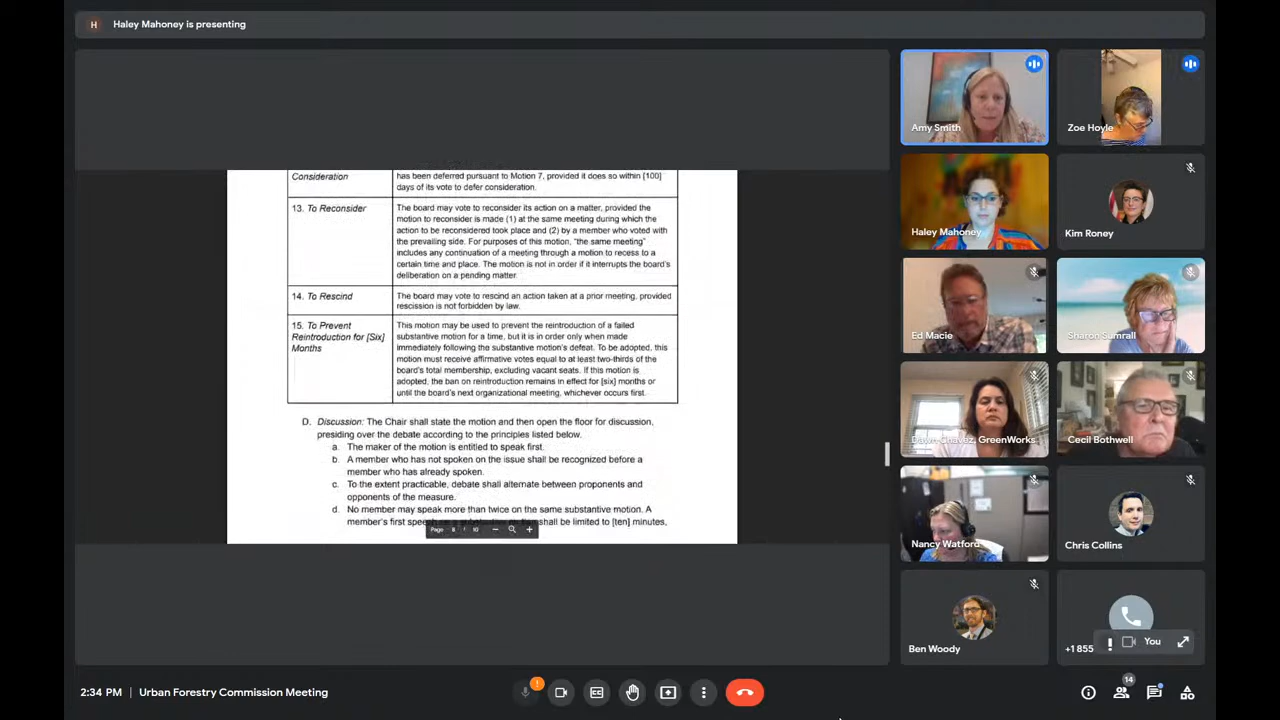 H Haley Mahoney is presenting
Consideration
has been deferred pursuant to Motion 7, provided it does so within [100]
days of its vote to defer consideration.
13. To Reconsider
The board may vote to reconsider its action on a matter, provided the
motion to reconsider is made (1) at the same meeting during which the
action to be reconsidered took place and (2) by a member who voted with
the prevailing side. For purposes of this motion, "the same meeting"
includes any continuation of a meeting through a motion to recess to a
certain time and place. The motion is not in order if it interrupts the board's
deliberation on a pending matter.
14. To Rescind
The board may vote to rescind an action taken at a prior meeting, provided
rescission is not forbidden by law.
15. To Prevent
Reintroduction for [Six]
Months
This motion may be used to prevent the reintroduction of a failed
substantive motion for a time, but it is in order only when made
immediately following the substantive motion's defeat. To be adopted, this
motion must receive affirmative votes equal to at least two-thirds of the
board's total membership, excluding vacant seats. If this motion is
adopted, the ban on reintroduction remains in effect for [six] months or
until the board's next organizational meeting, whichever occurs first.
D. Discussion: The Chair shall state the motion and then open the floor for discussion,
presiding over the debate according to the principles listed below.
a. The maker of the motion is entitled to speak first.
b. A member who has not spoken on the issue shall be recognized before a
member who has already spoken.
c. To the extent practicable, debate shall alternate between proponents and
opponents of the measure.
d. No member may speak more than twice on the same substantive motion. A
member's first speech shall be limited to [ten] minutes,
Page 8 / 10
Amy Smith
Zoe Hoyle
Haley Mahoney
Kim Roney
Ed Macie
Sharon Sumrall
Dawn Chavez, GreenWorks
Cecil Bothwell
Nancy Watford
Chris Collins
Ben Woody
+1 855
You
2:34 PM | Urban Forestry Commission Meeting
14